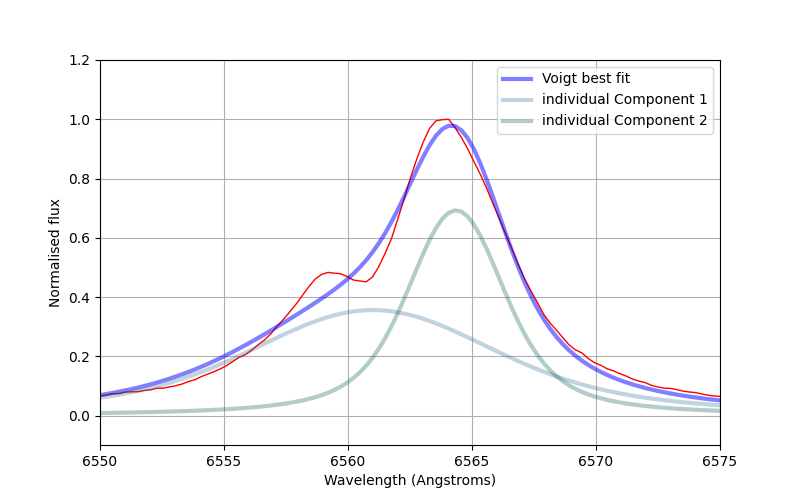 Voigt best fit
individual Component 1
individual Component 2
1.2
1.0
0.8
0.6
0.4
0.2
0.0
Normalised flux
6550 6555 6560 6565 6570 6575
Wavelength (Angstroms)